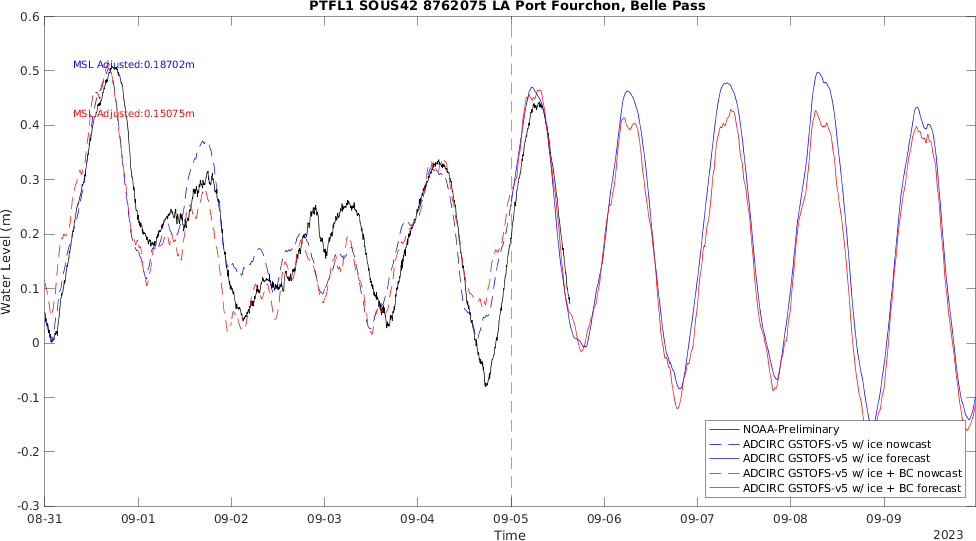 PTFL1 SOUS42 8762075 LA Port Fourchon, Belle Pass
0.6
0.5
0.4
0.3
0.2
0.1
0
-0.1
-0.2
-0.3
Water Level (m)
MSL Adjusted:0.18702m
MSL Adjusted:0.15075m
NOAA-Preliminary
ADCIRC GSTOFS-v5 w/ ice nowcast
ADCIRC GSTOFS-v5 w/ ice forecast
ADCIRC GSTOFS-v5 w/ ice + BC nowcast
ADCIRC GSTOFS-v5 w/ ice + BC forecast
08-31 09-01 09-02 09-03 09-04 09-05 09-06 09-07 09-08 09-09
Time
2023